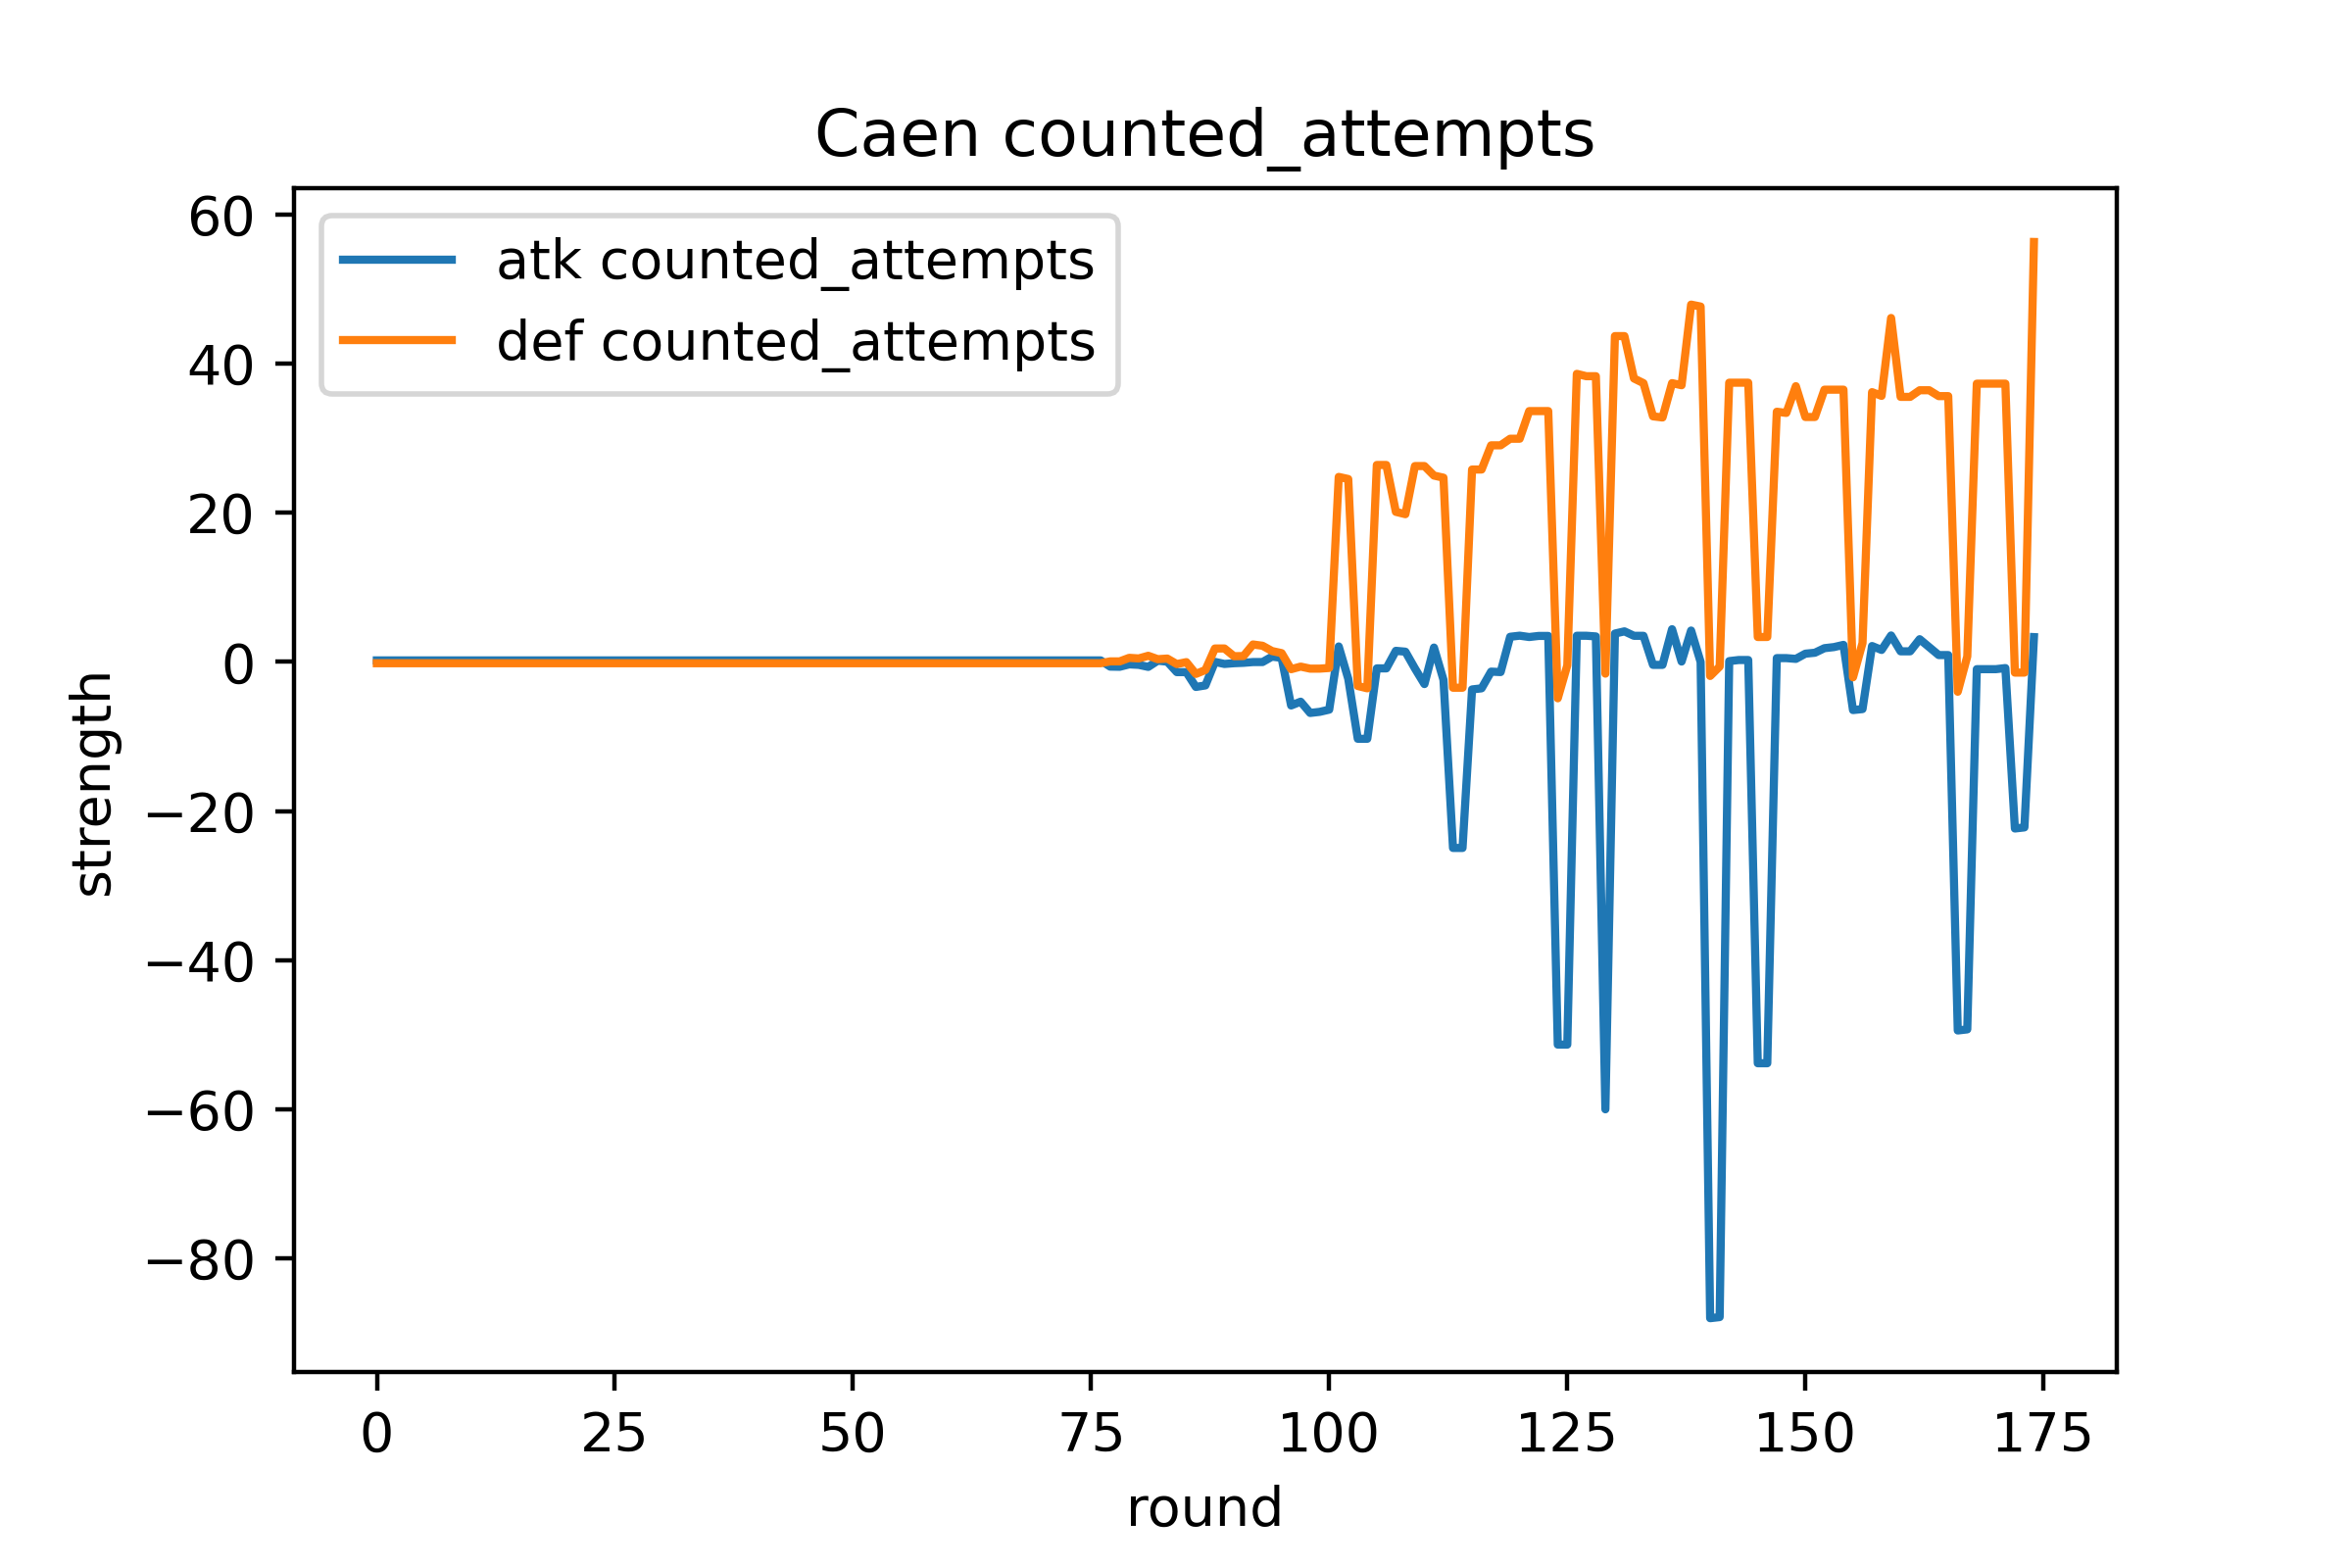 Caen counted_attempts
atk counted_attempts
def counted_attempts
60
40
20
0
−20
−40
−60
−80
strength
0 25 50 75 100 125 150 175
round